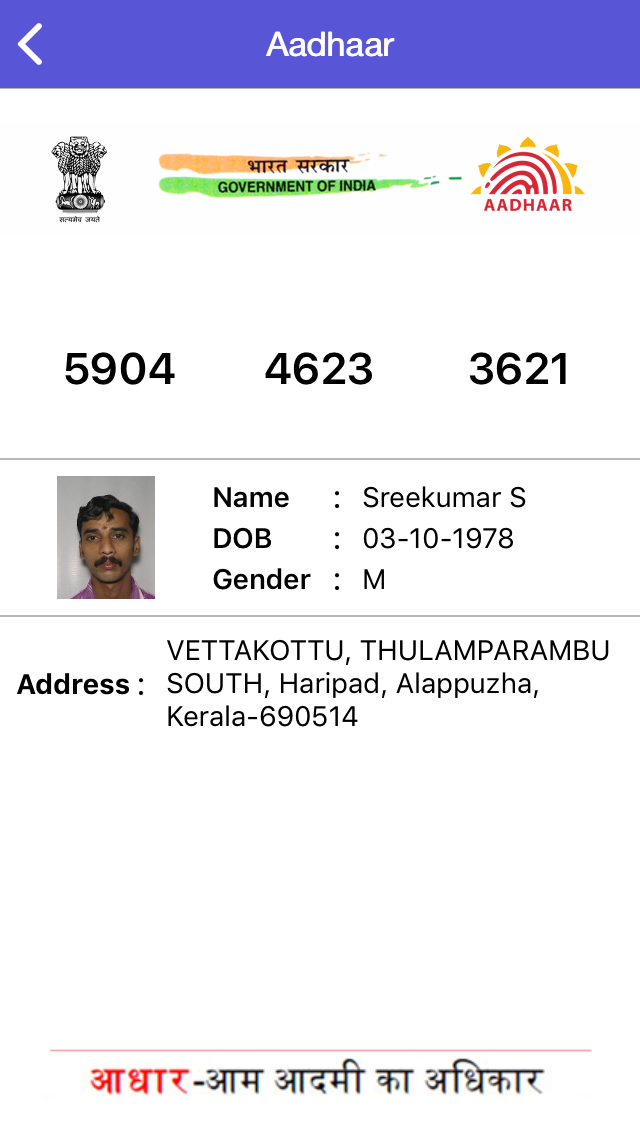 Aadhaar
सत्यमेव जयते
भारत सरकार
GOVERNMENT OF INDIA
AADHAAR
5904 4623 3621
Name : Sreekumar S
DOB : 03-10-1978
Gender : M
Address : VETTAKOTTU, THULAMPARAMBU
SOUTH, Haripad, Alappuzha,
Kerala-690514
आधार-आम आदमी का अधिकार